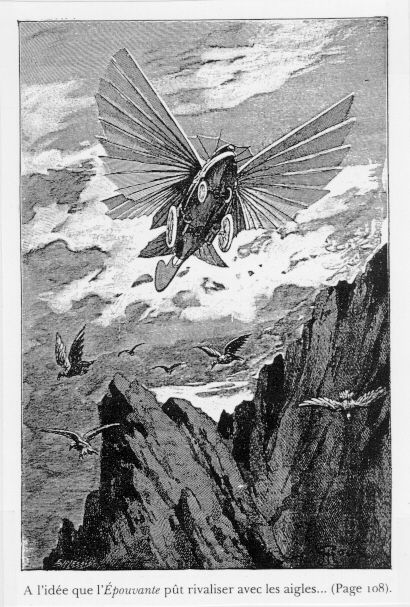 A l'idée que l'Épouvante pût rivaliser avec les aigles... (Page 108).